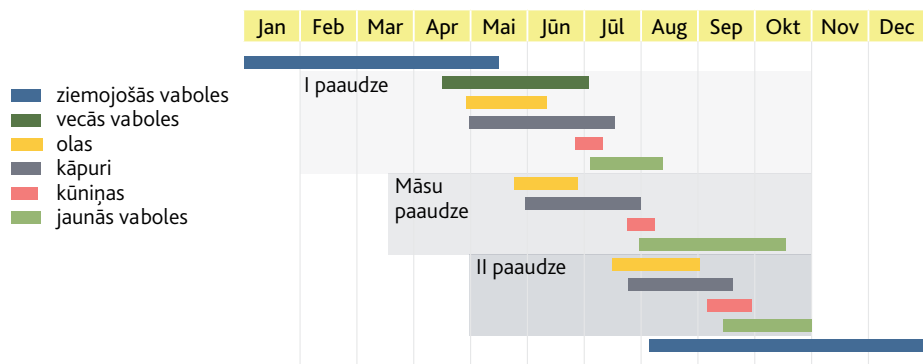 Jan Feb Mar Apr Mai Jūn Jūl Aug Sep Okt Nov Dec
ziemojošās vaboles
vecās vaboles
olas
kāpuri
kūniņas
jaunās vaboles
I paaudze
Māsu
paaudze
II paaudze